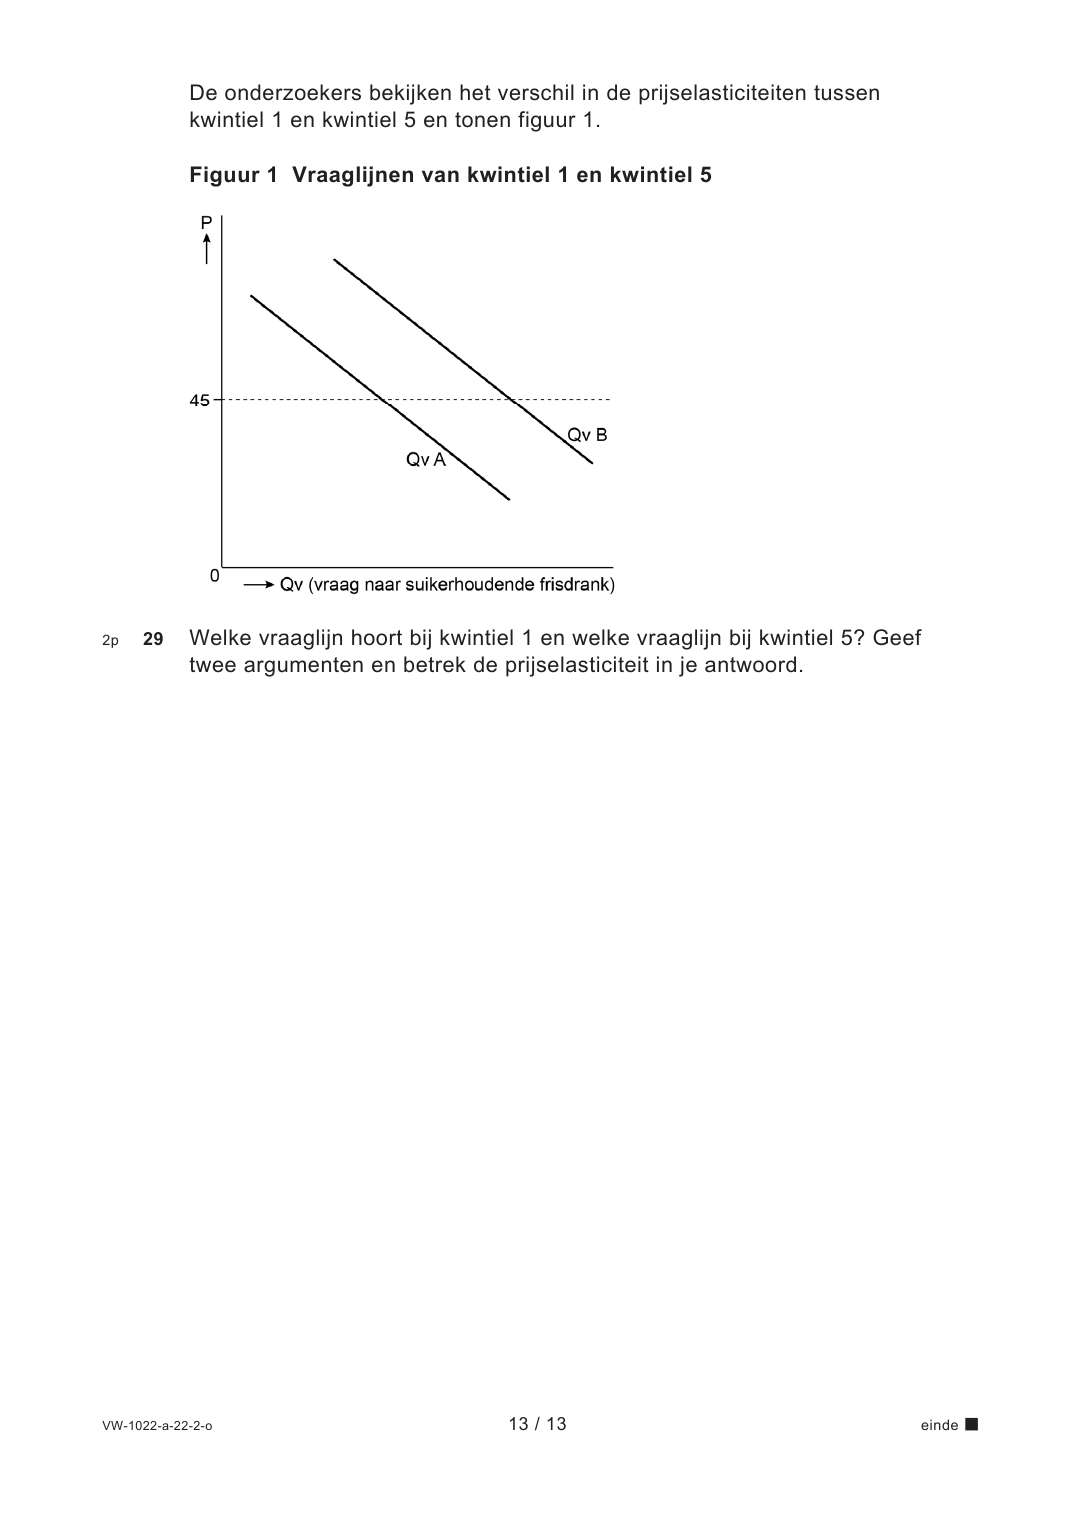 De onderzoekers bekijken het verschil in de prijselasticiteiten tussen
kwintiel 1 en kwintiel 5 en tonen figuur 1.
Figuur 1 Vraaglijnen van kwintiel 1 en kwintiel 5
P
45
Qv B
Qv A
0
Qv (vraag naar suikerhoudende frisdrank)
2p 29 Welke vraaglijn hoort bij kwintiel 1 en welke vraaglijn bij kwintiel 5? Geef
twee argumenten en betrek de prijselasticiteit in je antwoord.
VW-1022-a-22-2-o 13 / 13 einde